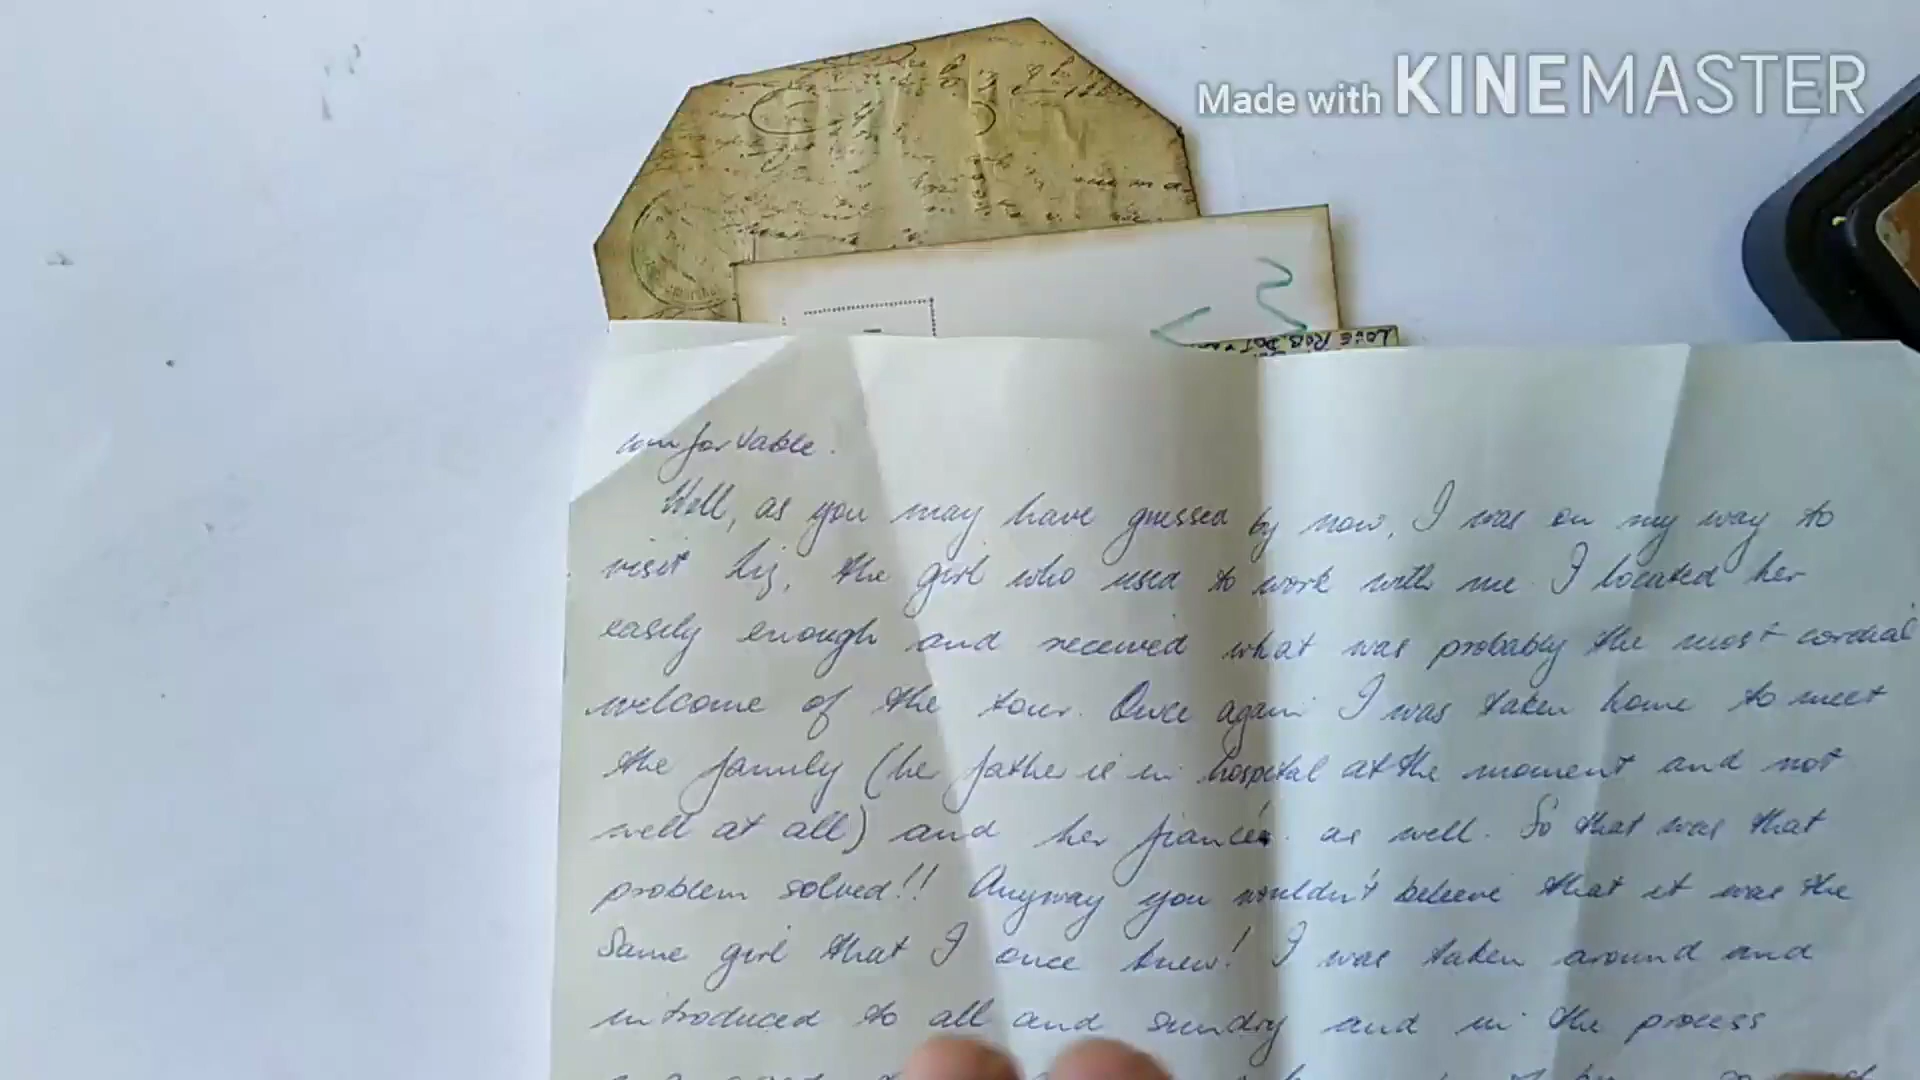 Made with KINEMASTER
LOVE ROB, DOT
comfortable.
Well, as you may have guessed by now, I was on my way to
visit Liz, the girl who used to work with me. I located her
easily enough and received what was probably the most cordial
welcome of the tour. Once again I was taken home to meet
the family (her father is in hospital at the moment and not
well at all) and her fiancé. as well. So that was that
problem solved!! Anyway you wouldn't believe that it was the
same girl that I once knew! I was taken around and
introduced to all and sundry and in the process